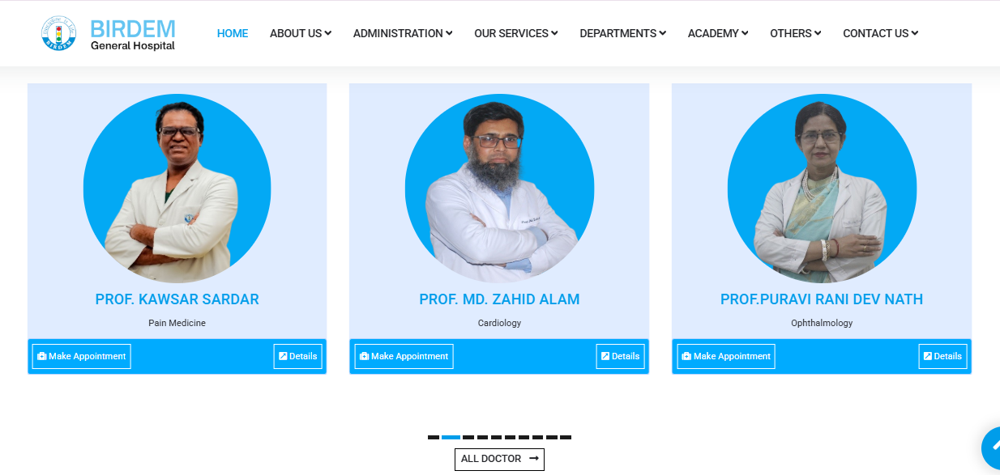 BIRDEM
General Hospital
HOME ABOUT US ADMINISTRATION OUR SERVICES DEPARTMENTS ACADEMY OTHERS CONTACT US
PROF. KAWSAR SARDAR
Pain Medicine
Make Appointment Details
PROF. MD. ZAHID ALAM
Cardiology
Make Appointment Details
PROF.PURAVI RANI DEV NATH
Ophthalmology
Make Appointment Details
ALL DOCTOR